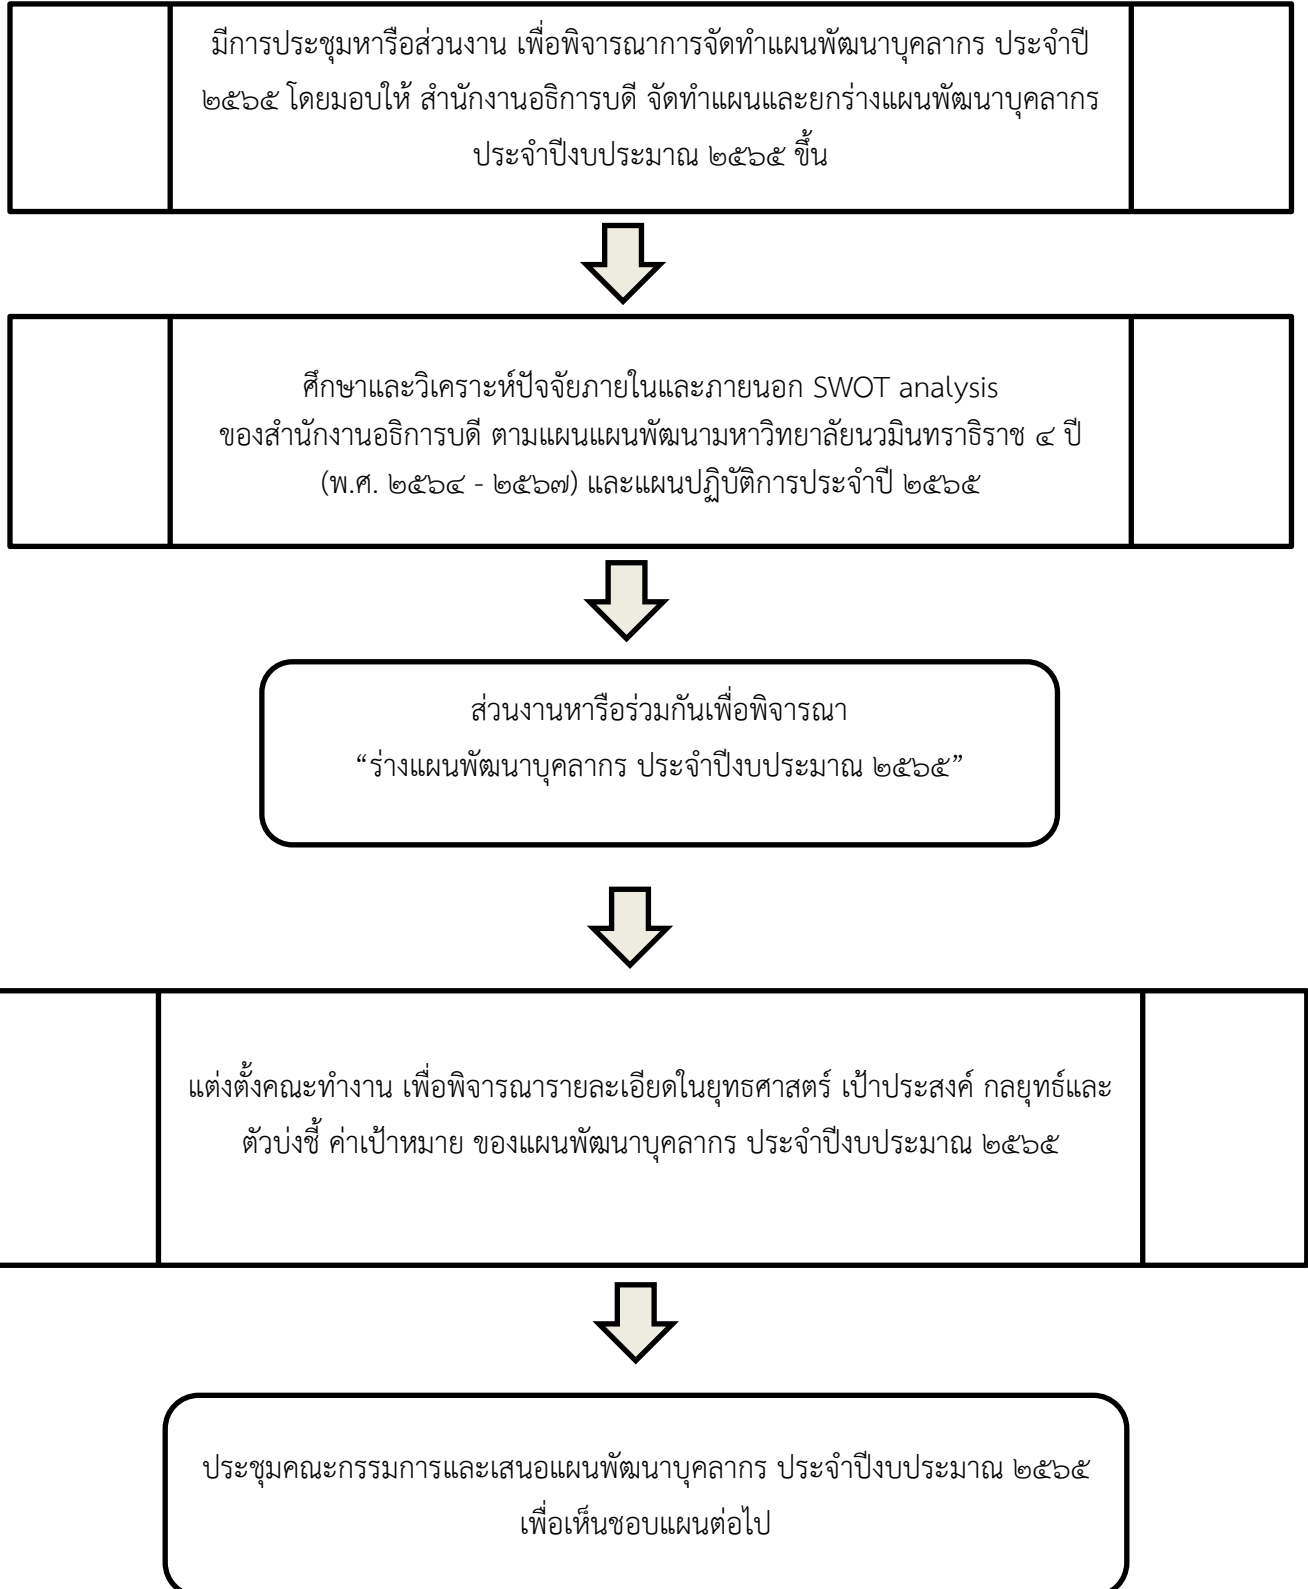 มีการประชุมหารือส่วนงาน เพื่อพิจารณาการจัดทำแผนพัฒนาบุคลากร ประจำปี
๒๕๖๕ โดยมอบให้ สำนักงานอธิการบดี จัดทำแผนและยกร่างแผนพัฒนาบุคลากร
ประจำปีงบประมาณ ๒๕๖๕ ขึ้น
ศึกษาและวิเคราะห์ปัจจัยภายในและภายนอก SWOT analysis
ของสำนักงานอธิการบดี ตามแผนแผนพัฒนามหาวิทยาลัยนวมินทราธิราช ๔ ปี
(พ.ศ. ๒๕๖๔ - ๒๕๖๗) และแผนปฏิบัติการประจำปี ๒๕๖๕
ส่วนงานหารือร่วมกันเพื่อพิจารณา
“ร่างแผนพัฒนาบุคลากร ประจำปีงบประมาณ ๒๕๖๕”
แต่งตั้งคณะทำงาน เพื่อพิจารณารายละเอียดในยุทธศาสตร์ เป้าประสงค์ กลยุทธ์และ
ตัวบ่งชี้ ค่าเป้าหมาย ของแผนพัฒนาบุคลากร ประจำปีงบประมาณ ๒๕๖๕
ประชุมคณะกรรมการและเสนอแผนพัฒนาบุคลากร ประจำปีงบประมาณ ๒๕๖๕
เพื่อเห็นชอบแผนต่อไป